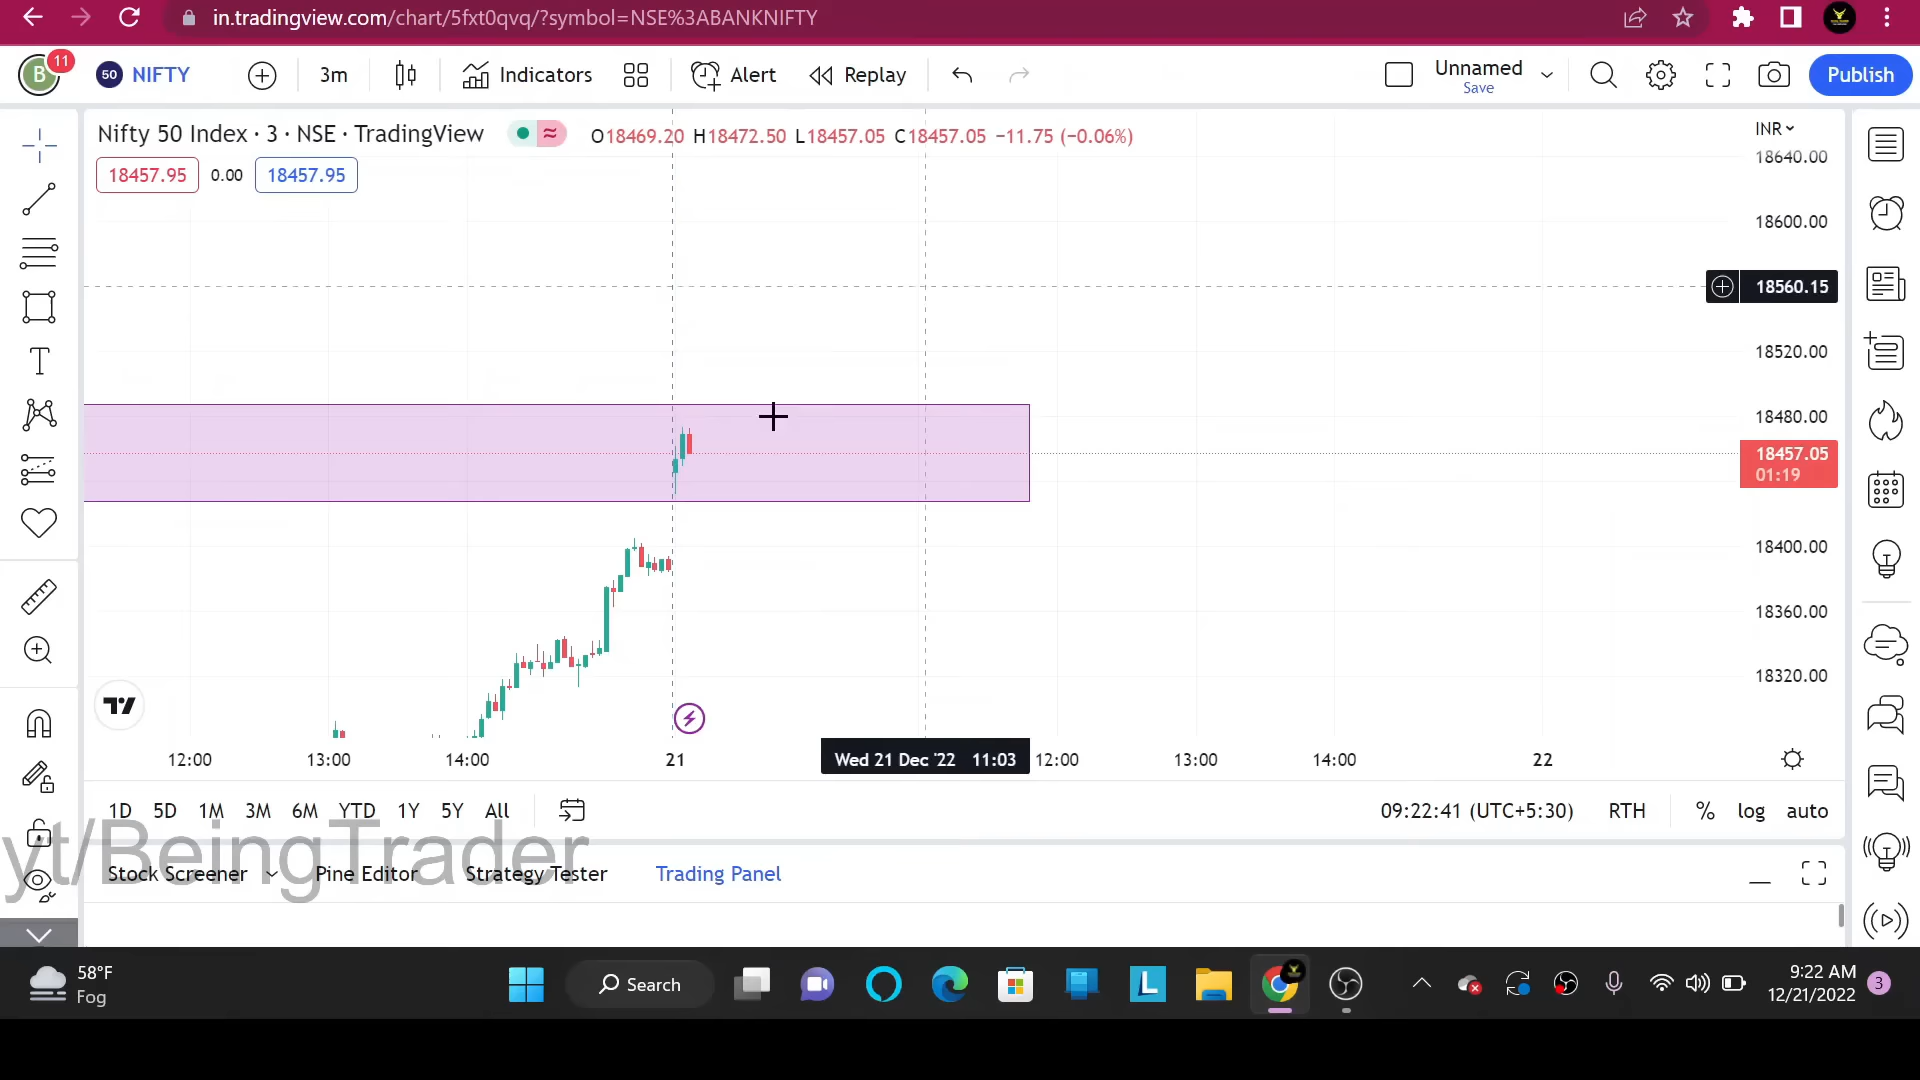 in.tradingview.com/chart/5fxt0qvq/?symbol=NSE%3ABANKNIFTY
B 11 50 NIFTY 3m Indicators Alert Replay Unnamed Save Publish
Nifty 50 Index · 3 · NSE · TradingView O18469.20 H18472.50 L18457.05 C18457.05 −11.75 (−0.06%) INR
18457.95 0.00 18457.95
18640.00
18600.00
18560.15
18520.00
18480.00
18457.05
01:19
18400.00
18360.00
18320.00
12:00 13:00 14:00 21 Wed 21 Dec '22 11:03 12:00 13:00 14:00 22
1D 5D 1M 3M 6M YTD 1Y 5Y All 09:22:41 (UTC+5:30) RTH % log auto
yt/BeingTrader
Stock Screener Pine Editor Strategy Tester Trading Panel
58°F
Fog
Search
L
9:22 AM
12/21/2022
3